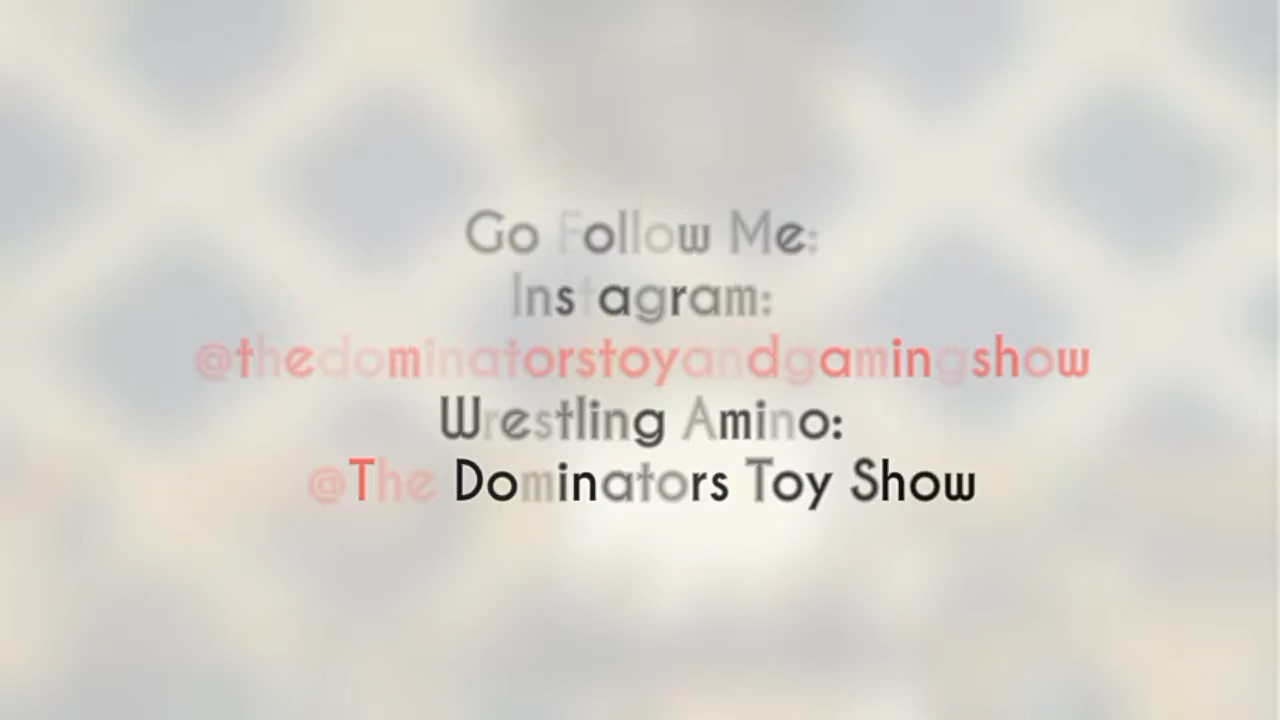 Go Follow Me:
Instagram:
@thedominatorstoyandgamingshow
Wrestling Amino:
@The Dominators Toy Show